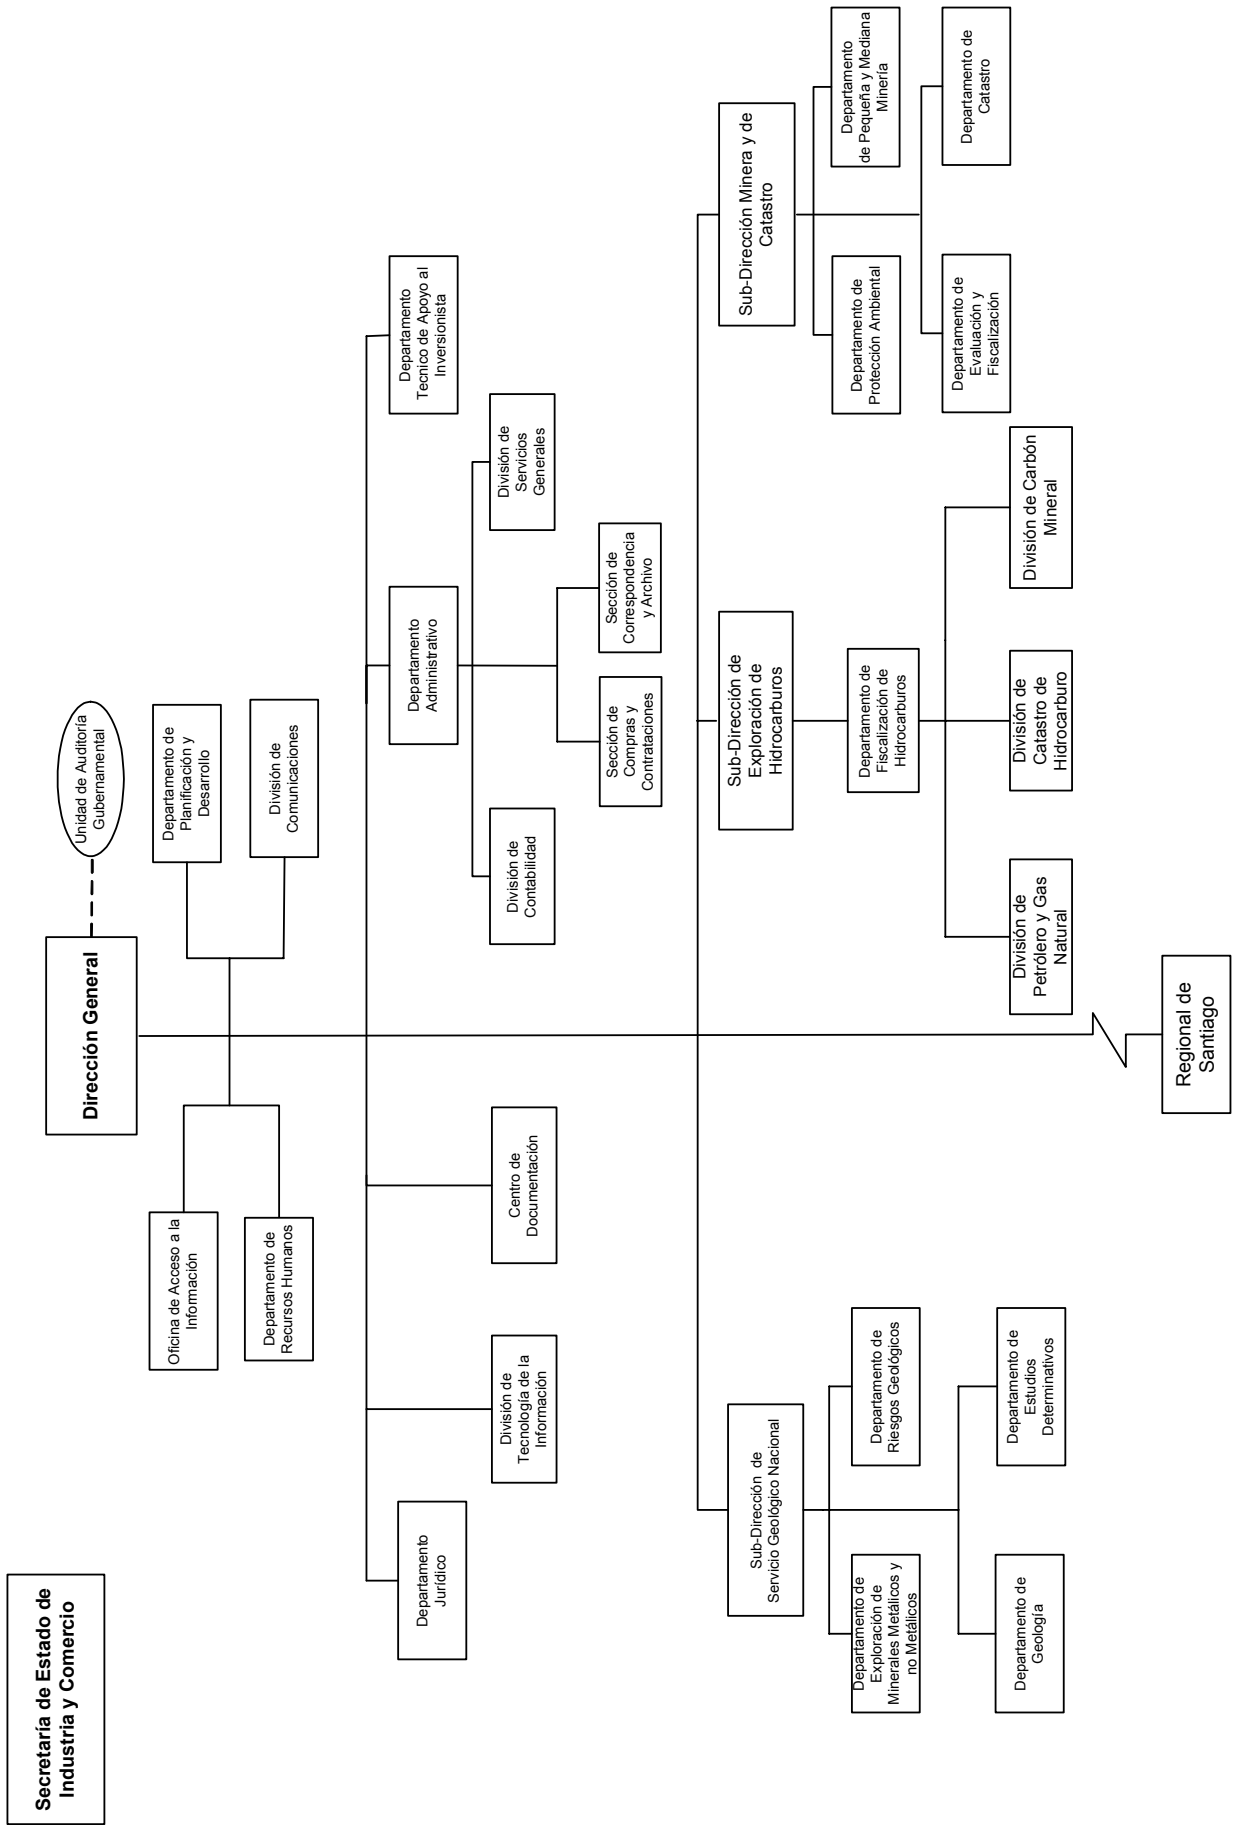 Secretaría de Estado de
Industria y Comercio
Dirección General
Unidad de Auditoría
Gubernamental
Oficina de Acceso a la
Información
Departamento de
Planificación y
Desarrollo
Departamento de
Recursos Humanos
División de
Comunicaciones
Departamento
Jurídico
División de
Tecnología de la
Información
Centro de
Documentación
Departamento
Administrativo
Departamento
Tecnico de Apoyo al
Inversionista
División de
Contabilidad
División de
Servicios
Generales
Sección de
Compras y
Contrataciones
Sección de
Correspondencia
y Archivo
Sub-Dirección de
Servicio Geológico Nacional
Sub-Dirección de
Exploración de
Hidrocarburos
Sub-Dirección Minera y de
Catastro
Departamento de
Exploración de
Minerales Metálicos y
no Metálicos
Departamento de
Riesgos Geológicos
Departamento de
Geología
Departamento de
Estudios
Determinativos
Departamento de
Fiscalización de
Hidrocarburos
División de
Petrólero y Gas
Natural
División de
Catastro de
Hidrocarburo
División de Carbón
Mineral
Departamento de
Protección Ambiental
Departamento
de Pequeña y Mediana
Minería
Departamento de
Evaluación y
Fiscalización
Departamento de
Catastro
Regional de
Santiago